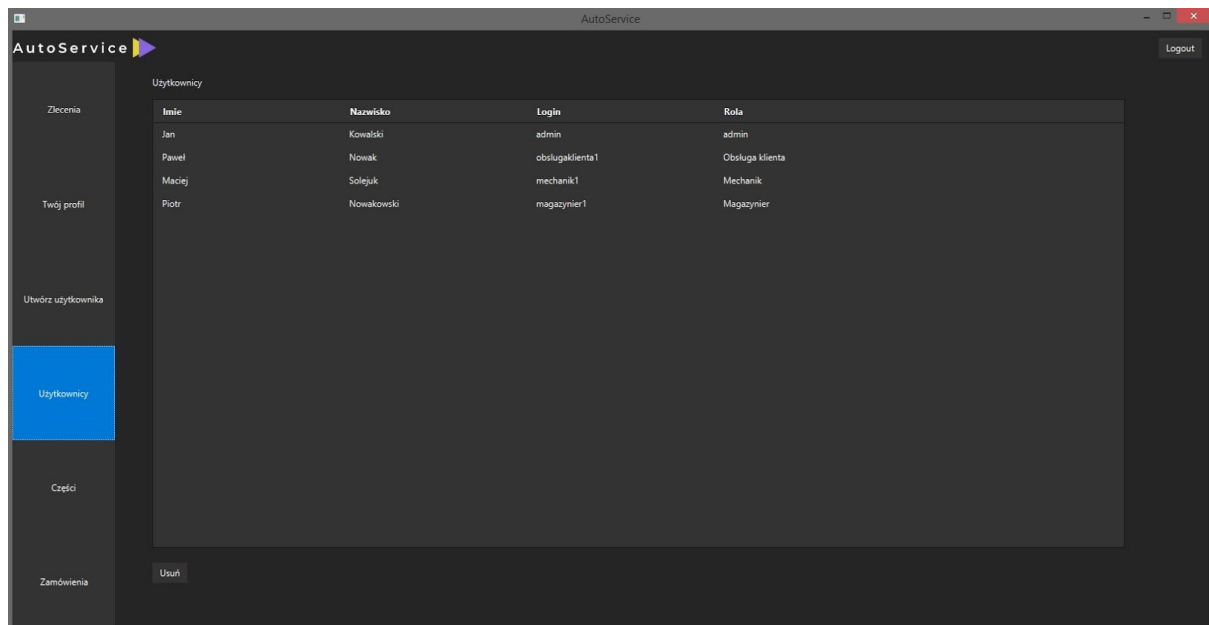 AutoService
AutoService
Logout
Zlecenia
Twój profil
Utwórz użytkownika
Użytkownicy
Części
Zamówienia
Użytkownicy
Imie Nazwisko Login Rola
Jan Kowalski admin admin
Paweł Nowak obslugaklienta1 Obsługa klienta
Maciej Solejuk mechanik1 Mechanik
Piotr Nowakowski magazynier1 Magazynier
Usuń